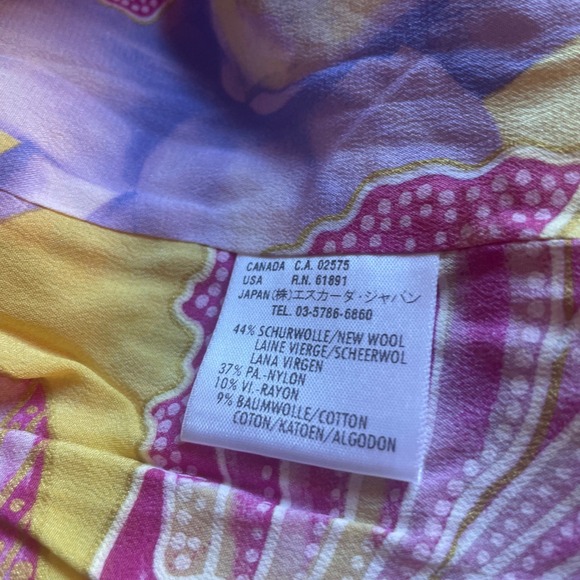 CANADA C.A. 02575
USA R.N. 61891
JAPAN (株)エスカーダ・ジャパン
TEL. 03-5786-6860
44% SCHURWOLLE/NEW WOOL
LAINE VIERGE/SCHEERWOL
LANA VIRGEN
37% PA.-NYLON
10% VI.-RAYON
9% BAUMWOLLE/COTTON
COTON/KATOEN/ALGODON